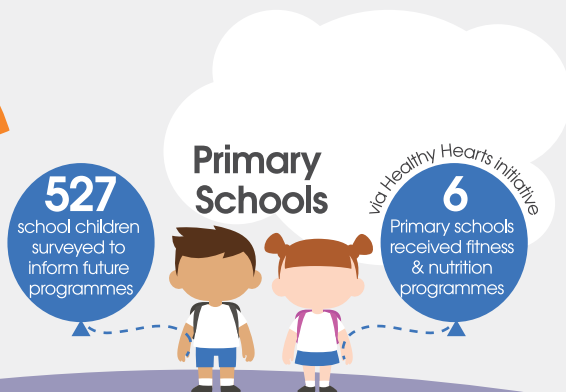 Primary
Schools
527
school children
surveyed to
inform future
programmes
via Healthy Hearts initiative
6
Primary schools
received fitness
& nutrition
programmes